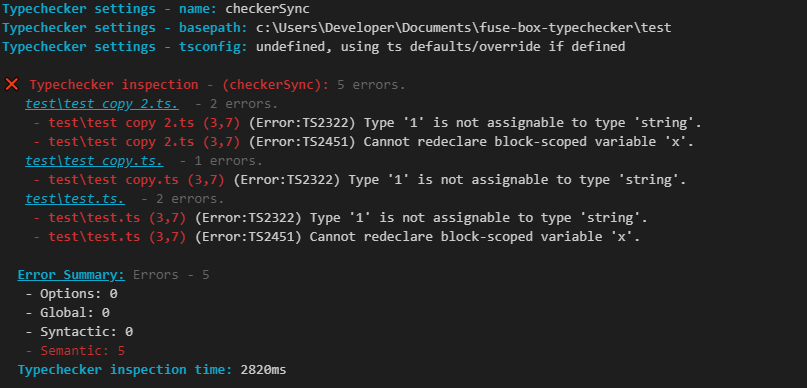 Typechecker settings - name: checkerSync
Typechecker settings - basepath: c:\Users\Developer\Documents\fuse-box-typechecker\test
Typechecker settings - tsconfig: undefined, using ts defaults/override if defined
❌ Typechecker inspection - (checkerSync): 5 errors.
test\test copy 2.ts. - 2 errors.
- test\test copy 2.ts (3,7) (Error:TS2322) Type '1' is not assignable to type 'string'.
- test\test copy 2.ts (3,7) (Error:TS2451) Cannot redeclare block-scoped variable 'x'.
test\test copy.ts. - 1 errors.
- test\test copy.ts (3,7) (Error:TS2322) Type '1' is not assignable to type 'string'.
test\test.ts. - 2 errors.
- test\test.ts (3,7) (Error:TS2322) Type '1' is not assignable to type 'string'.
- test\test.ts (3,7) (Error:TS2451) Cannot redeclare block-scoped variable 'x'.
Error Summary: Errors - 5
- Options: 0
- Global: 0
- Syntactic: 0
- Semantic: 5
Typechecker inspection time: 2820ms